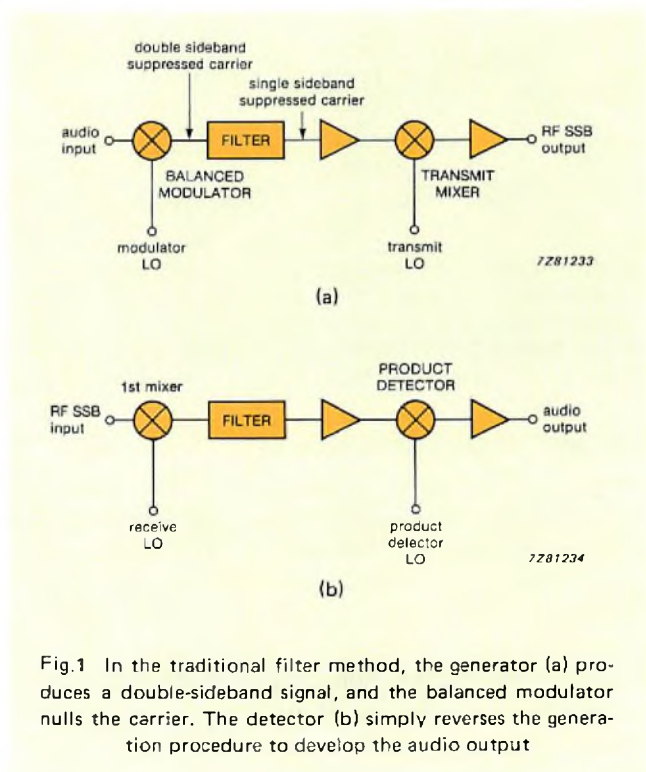 double sideband
suppressed carrier
single sideband
suppressed carrier
audio
input
FILTER
RF SSB
output
BALANCED
MODULATOR
TRANSMIT
MIXER
modulator
LO
transmit
LO
7Z81233
(a)
PRODUCT
DETECTOR
1st mixer
RF SSB
input
FILTER
audio
output
receive
LO
product
detector
LO
7Z81234
(b)
Fig.1 In the traditional filter method, the generator (a) pro-
duces a double-sideband signal, and the balanced modulator
nulls the carrier. The detector (b) simply reverses the genera-
tion procedure to develop the audio output